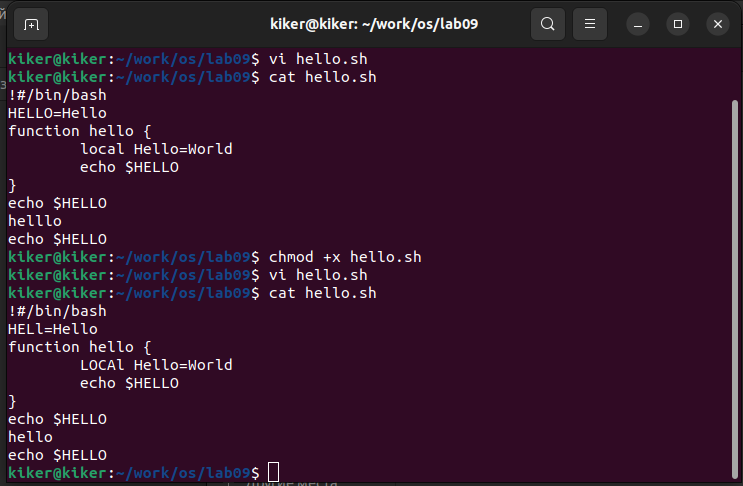 kiker@kiker: ~/work/os/lab09
kiker@kiker:~/work/os/lab09$ vi hello.sh
kiker@kiker:~/work/os/lab09$ cat hello.sh
!#/bin/bash
HELLO=Hello
function hello {
        local Hello=World
        echo $HELLO
}
echo $HELLO
helllo
echo $HELLO
kiker@kiker:~/work/os/lab09$ chmod +x hello.sh
kiker@kiker:~/work/os/lab09$ vi hello.sh
kiker@kiker:~/work/os/lab09$ cat hello.sh
!#/bin/bash
HELl=Hello
function hello {
        LOCAl Hello=World
        echo $HELLO
}
echo $HELLO
hello
echo $HELLO
kiker@kiker:~/work/os/lab09$